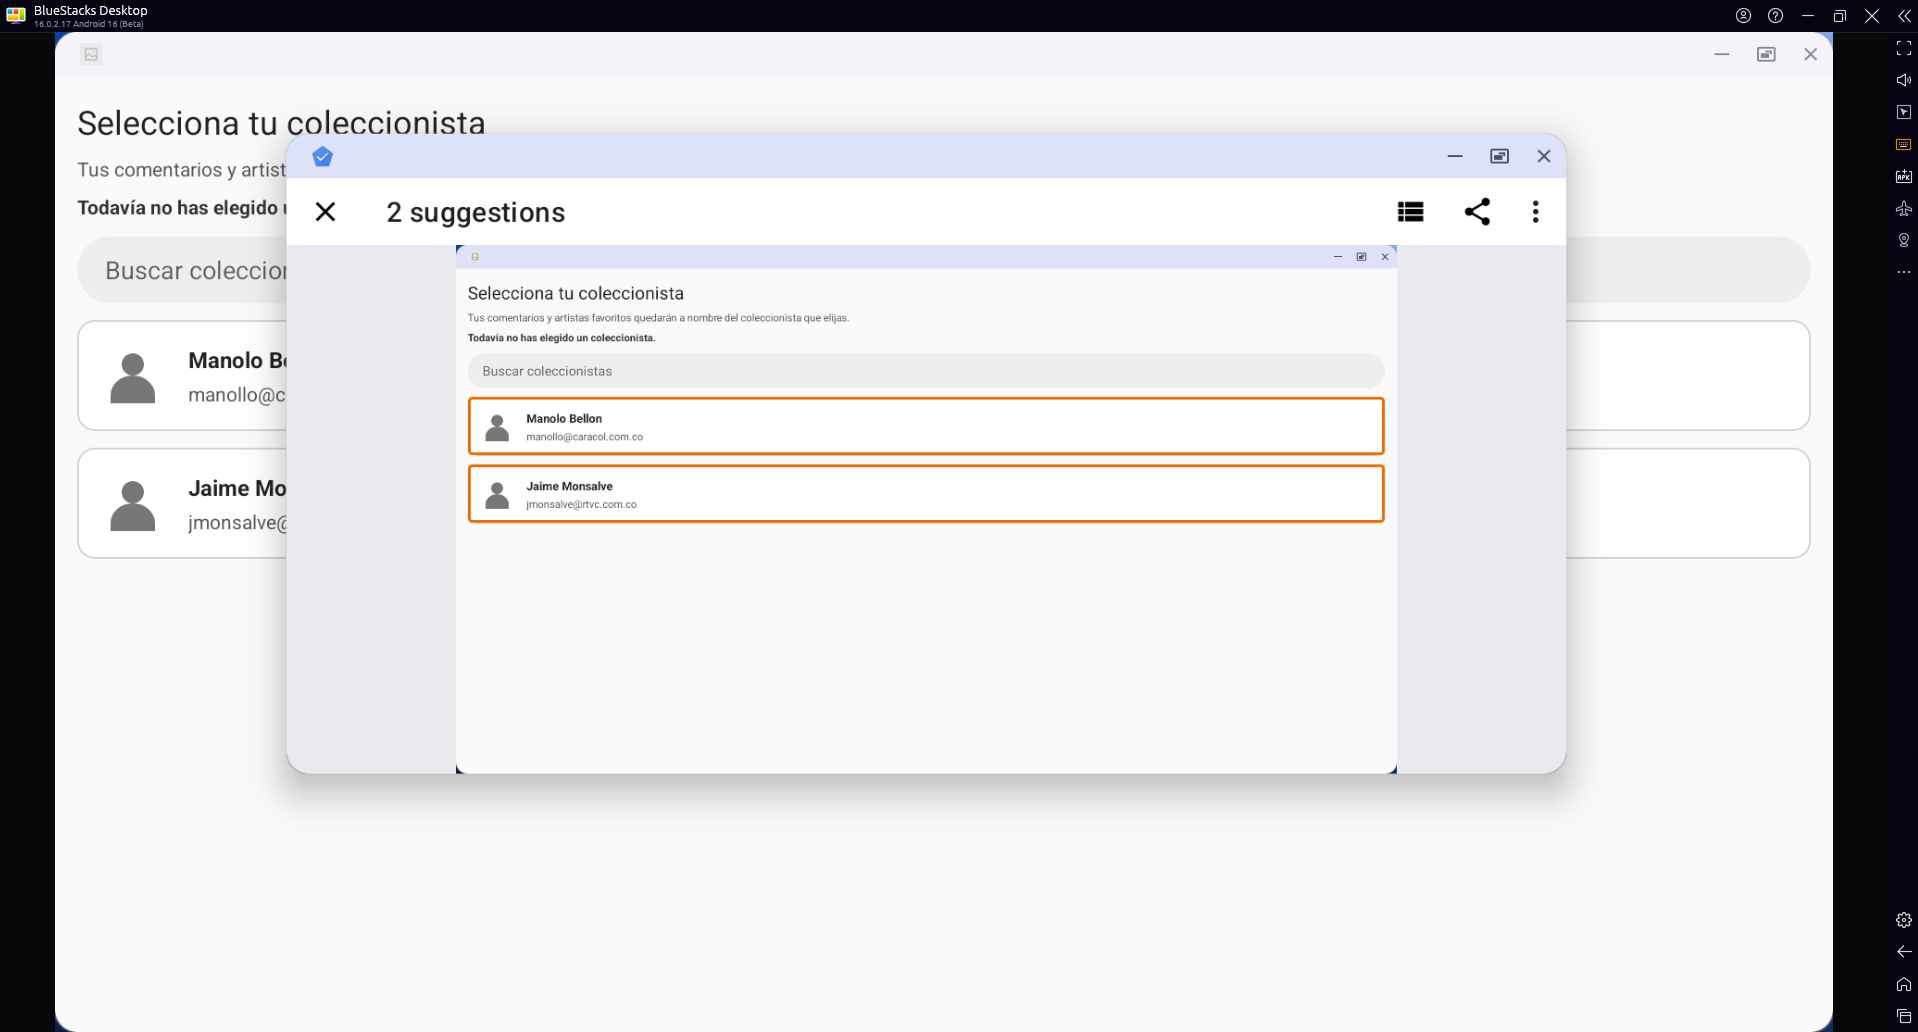 BlueStacks Desktop
16.0.2.17 Android 16 (Beta)
Selecciona tu coleccionista
Tus comentarios y artist
Todavía no has elegido
Buscar coleccion
Manolo Be
manollo@c
Jaime Mo
jmonsalve@
2 suggestions
Selecciona tu coleccionista
Tus comentarios y artistas favoritos quedarán a nombre del coleccionista que elijas.
Todavía no has elegido un coleccionista.
Buscar coleccionistas
Manolo Bellon
manollo@caracol.com.co
Jaime Monsalve
jmonsalve@rtvc.com.co
APK